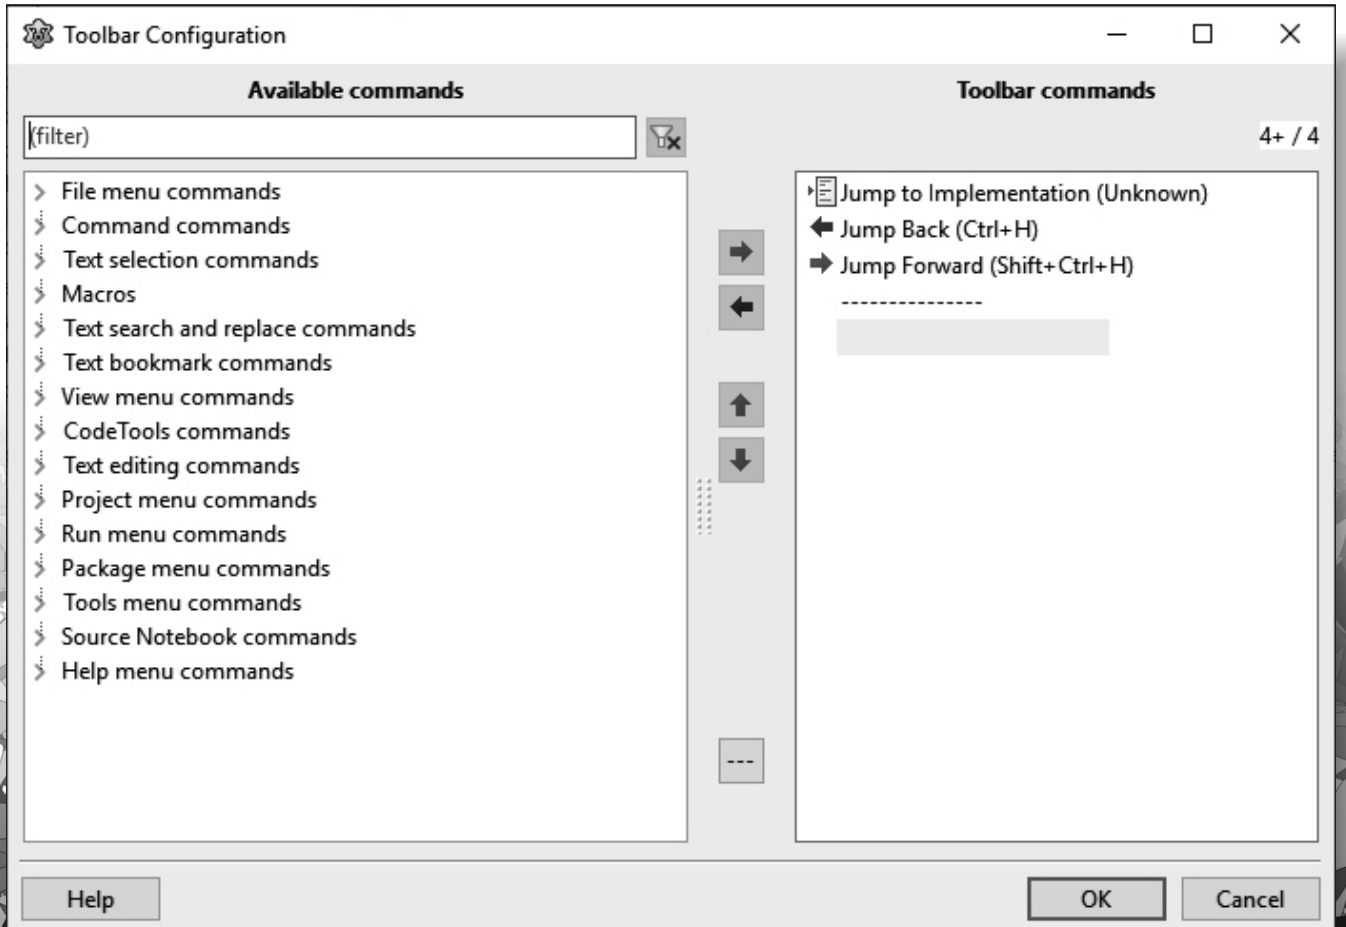 Toolbar Configuration
Available commands
Toolbar commands
(filter)
4+ / 4
File menu commands
Command commands
Text selection commands
Macros
Text search and replace commands
Text bookmark commands
View menu commands
CodeTools commands
Text editing commands
Project menu commands
Run menu commands
Package menu commands
Tools menu commands
Source Notebook commands
Help menu commands
---
Jump to Implementation (Unknown)
Jump Back (Ctrl+H)
Jump Forward (Shift+Ctrl+H)
---------------
Help
OK
Cancel